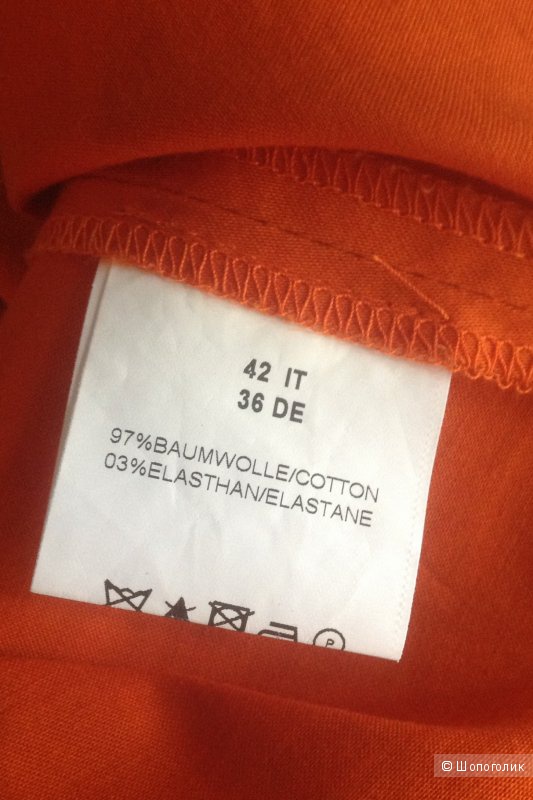 42 IT
36 DE
97%BAUMWOLLE/COTTON
03%ELASTHAN/ELASTANE
P
© Шопоголик